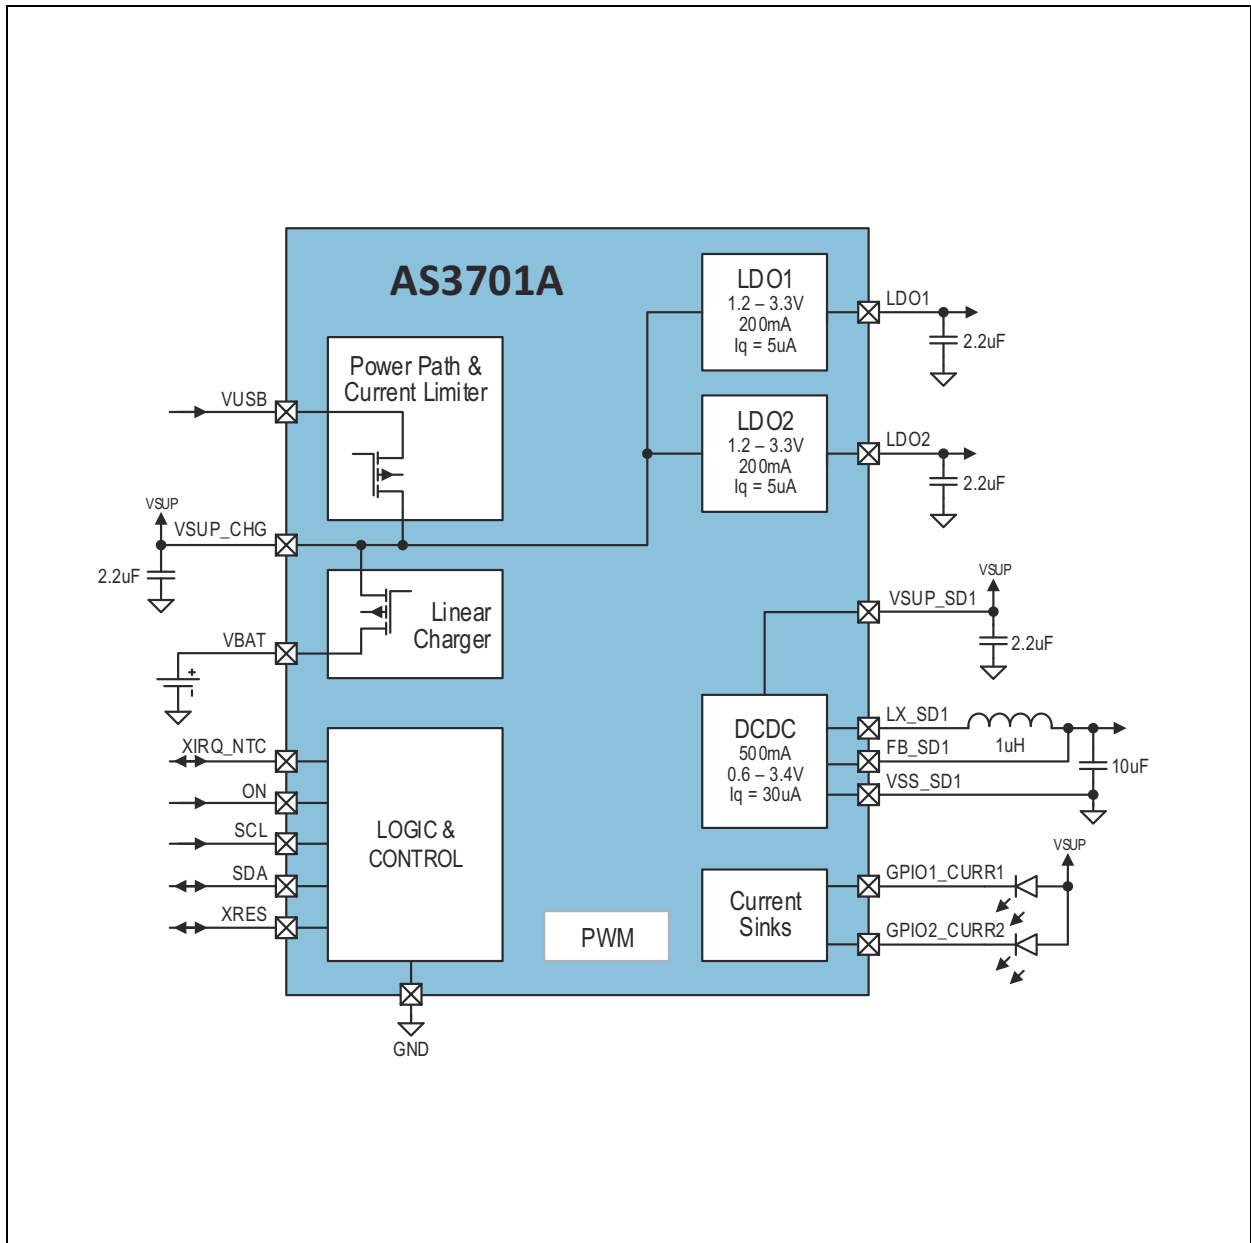 AS3701A
Power Path &
Current Limiter
VUSB
VSUP
VSUP_CHG
2.2uF
Linear
Charger
VBAT
+
-
XIRQ_NTC
ON
SCL
SDA
XRES
LOGIC &
CONTROL
GND
PWM
LDO1
1.2 – 3.3V
200mA
Iq = 5uA
LDO1
2.2uF
LDO2
1.2 – 3.3V
200mA
Iq = 5uA
LDO2
2.2uF
VSUP
VSUP_SD1
2.2uF
DCDC
500mA
0.6 – 3.4V
Iq = 30uA
LX_SD1
1uH
FB_SD1
VSS_SD1
10uF
VSUP
Current
Sinks
GPIO1_CURR1
GPIO2_CURR2